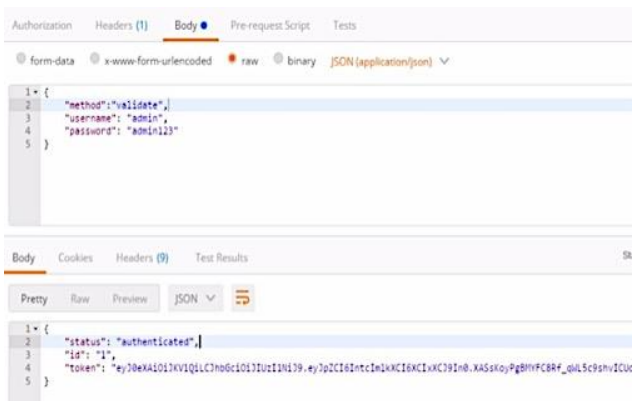 Authorization Headers (1) Body Pre-request Script Tests
form-data x-www-form-urlencoded raw binary JSON (application/json)
1 {
2 "method":"validate",
3 "username": "admin",
4 "password": "admin123"
5 }
Body Cookies Headers (9) Test Results
Pretty Raw Preview JSON
1 {
2 "status": "authenticated",
3 "id": "1",
4 "token":
5 }